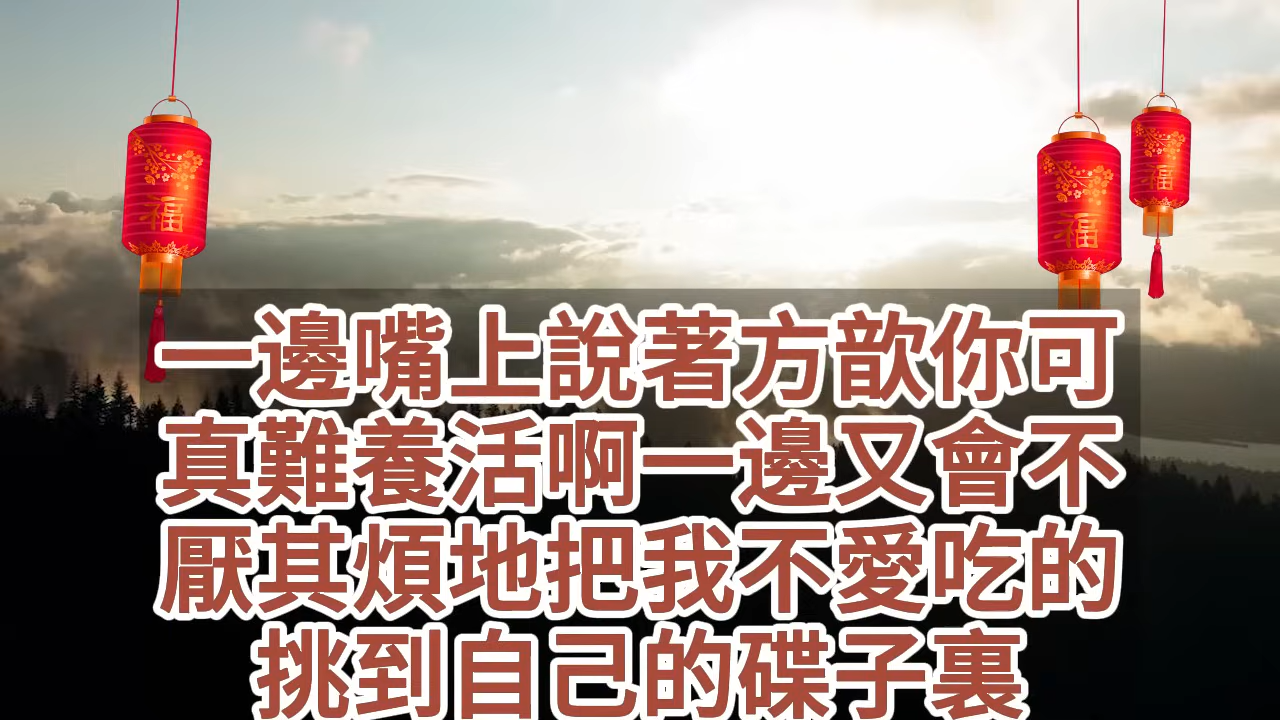 福
福
福
一邊嘴上說著方歆你可
真難養活啊一邊又會不
厭其煩地把我不愛吃的
挑到自己的碟子裏